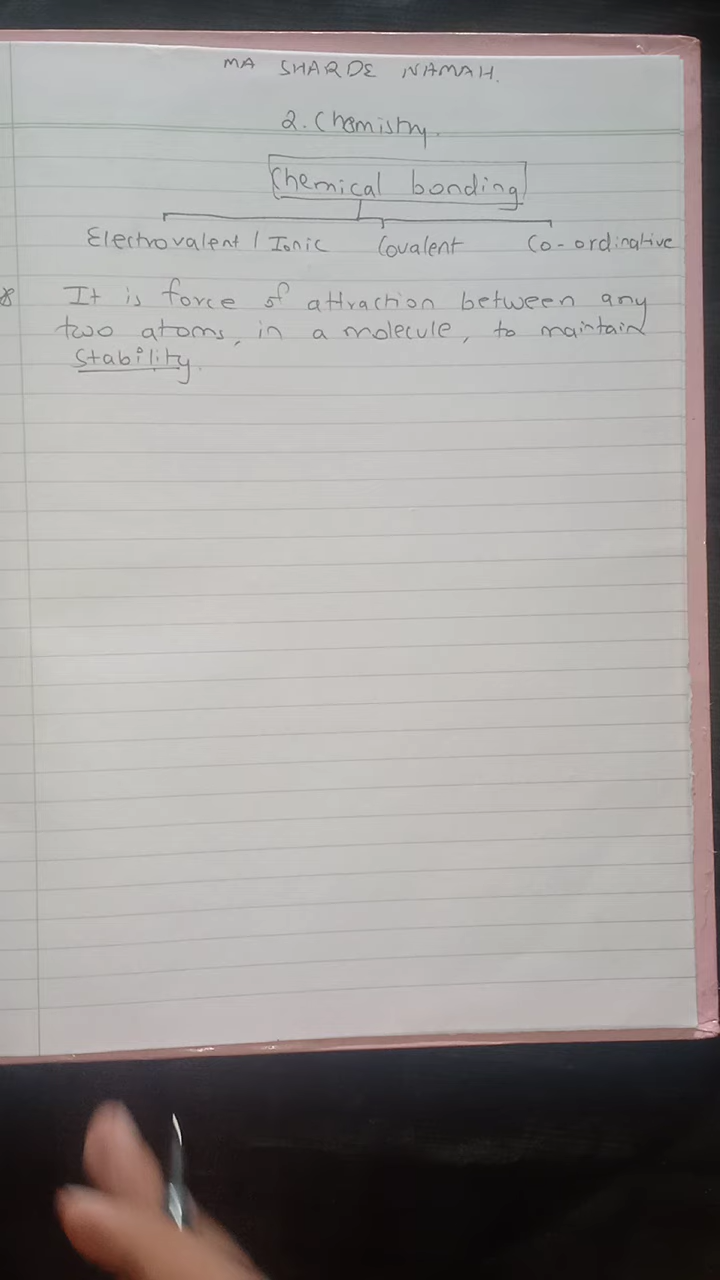 MA SHARDE NAMAH.
2. Chemistry.
Chemical bonding
Electrovalent / Ionic Covalent Co-ordinative
It is force of attraction between any
two atoms, in a molecule, to maintain
stability.